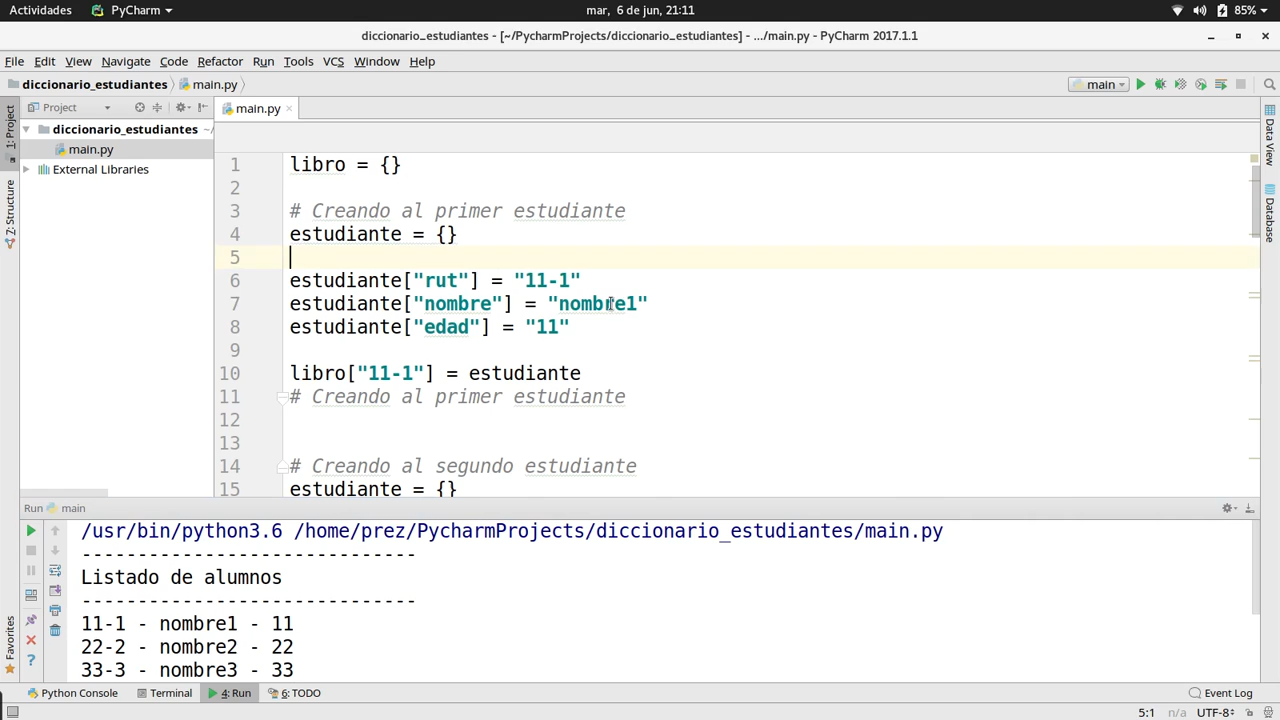 Actividades PyCharm mar, 6 de jun, 21:11 85%
diccionario_estudiantes - [~/PycharmProjects/diccionario_estudiantes] - .../main.py - PyCharm 2017.1.1
File Edit View Navigate Code Refactor Run Tools VCS Window Help
diccionario_estudiantes main.py main
Project main.py
1: Project
7: Structure
Favorites
Data View
Database
diccionario_estudiantes ~/
main.py
External Libraries
1 libro = {}
2
3 # Creando al primer estudiante
4 estudiante = {}
5
6 estudiante["rut"] = "11-1"
7 estudiante["nombre"] = "nombre1"
8 estudiante["edad"] = "11"
9
10 libro["11-1"] = estudiante
11 # Creando al primer estudiante
12
13
14 # Creando al segundo estudiante
15 estudiante = {}
Run main
/usr/bin/python3.6 /home/prez/PycharmProjects/diccionario_estudiantes/main.py
------------------------------
Listado de alumnos
------------------------------
11-1 - nombre1 - 11
22-2 - nombre2 - 22
33-3 - nombre3 - 33
Python Console Terminal 4: Run 6: TODO Event Log
5:1 n/a UTF-8